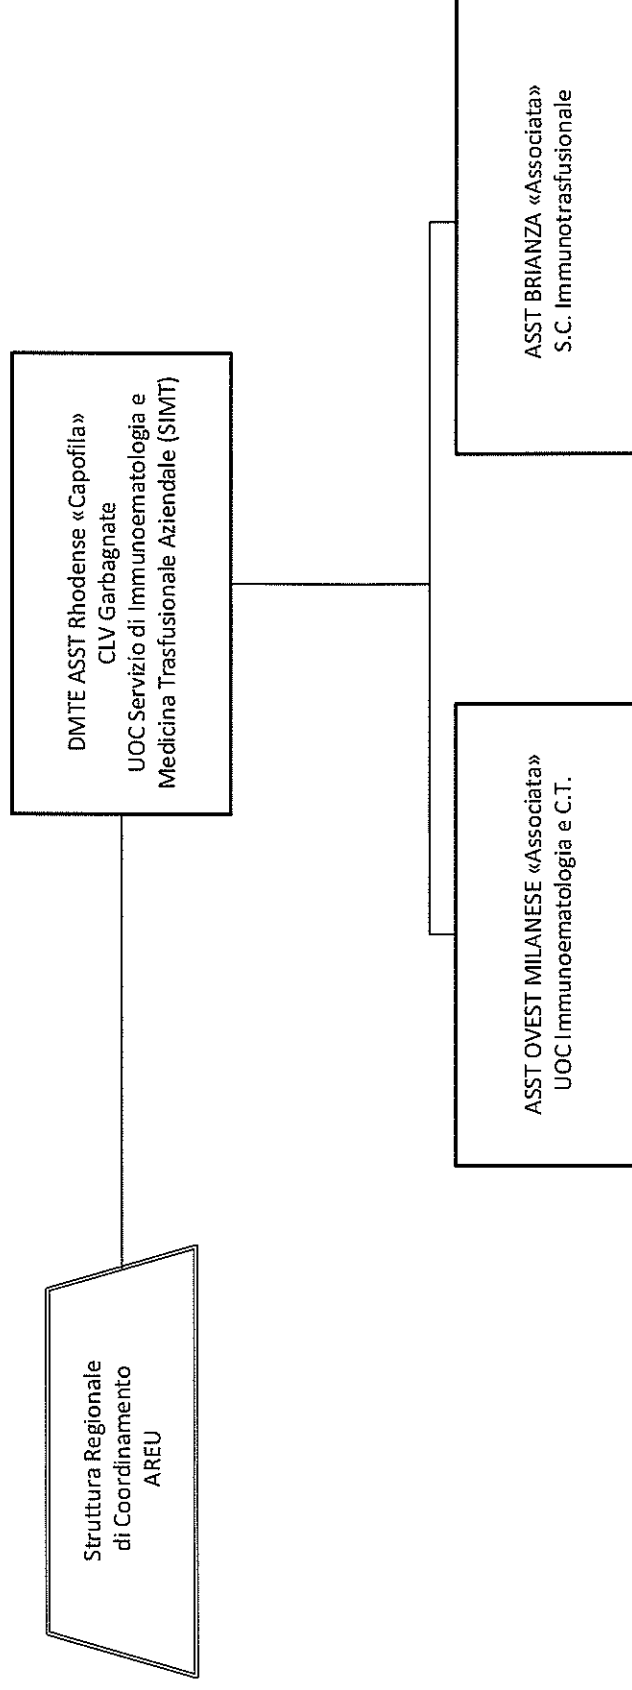 Struttura Regionale
di Coordinamento
AREU
DMTE ASST Rhodense «Capofila»
CLV Garbagnate
UOC Servizio di Immunoematologia e
Medicina Trasfusionale Aziendale (SIMT)
ASST OVEST MILANESE «Associata»
UOC Immunoematologia e C.T.
ASST BRIANZA «Associata»
S.C. Immunotrasfusionale